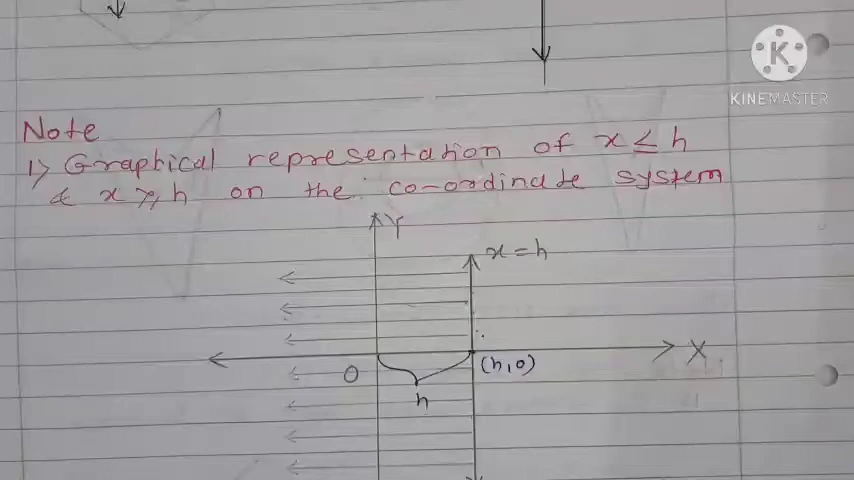 K
KINEMASTER
Note
1) Graphical representation of x ≤ h
& x ≥ h on the co-ordinate system
Y
x = h
X
O
(h,0)
h